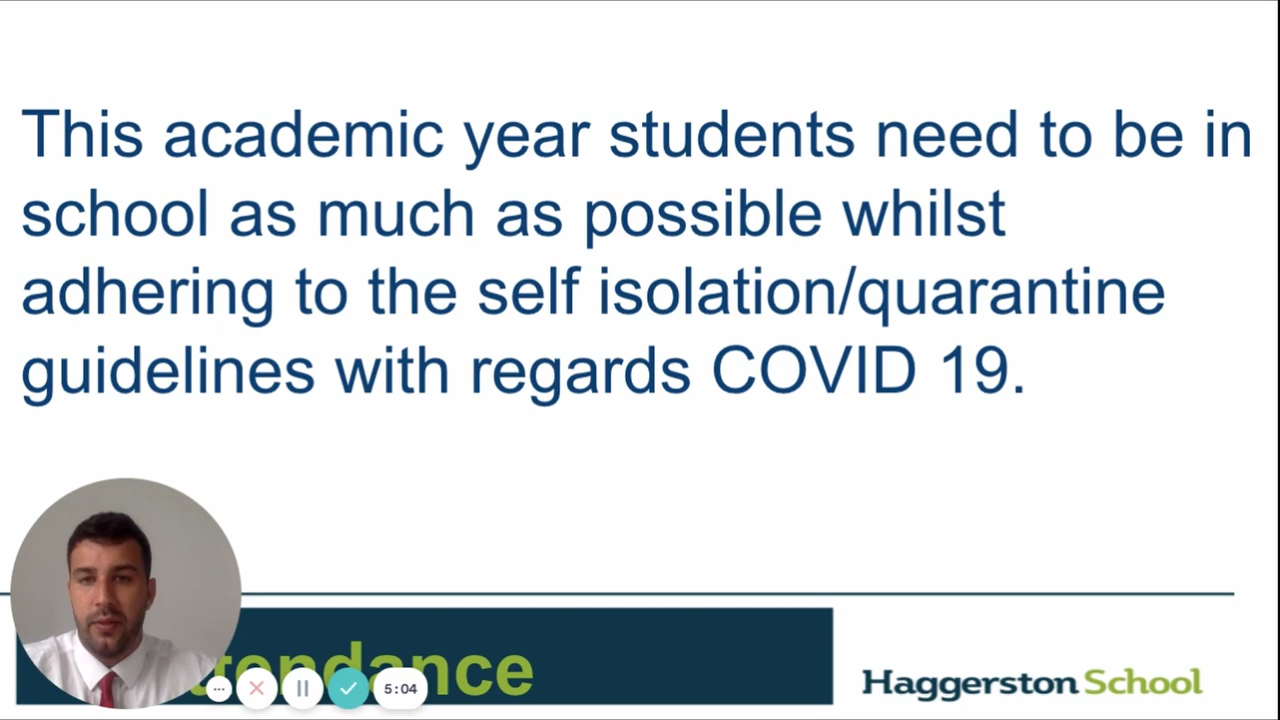 This academic year students need to be in
school as much as possible whilst
adhering to the self isolation/quarantine
guidelines with regards COVID 19.
tendance
5:04
Haggerston School